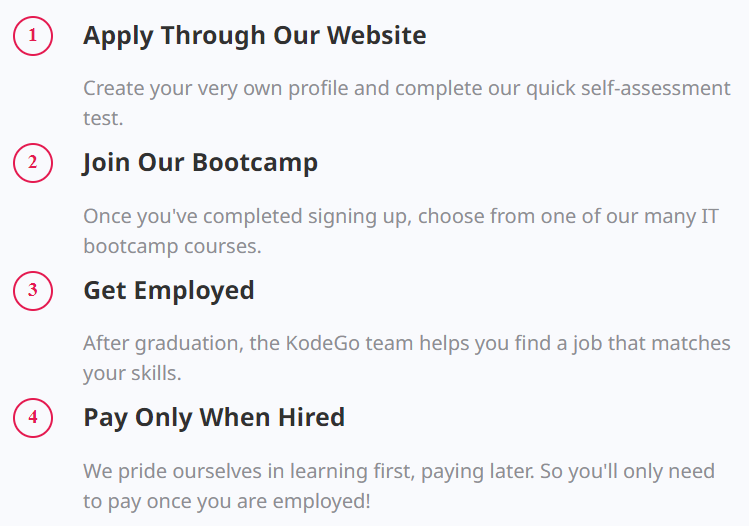 1 Apply Through Our Website
Create your very own profile and complete our quick self-assessment
test.
2 Join Our Bootcamp
Once you've completed signing up, choose from one of our many IT
bootcamp courses.
3 Get Employed
After graduation, the KodeGo team helps you find a job that matches
your skills.
4 Pay Only When Hired
We pride ourselves in learning first, paying later. So you'll only need
to pay once you are employed!